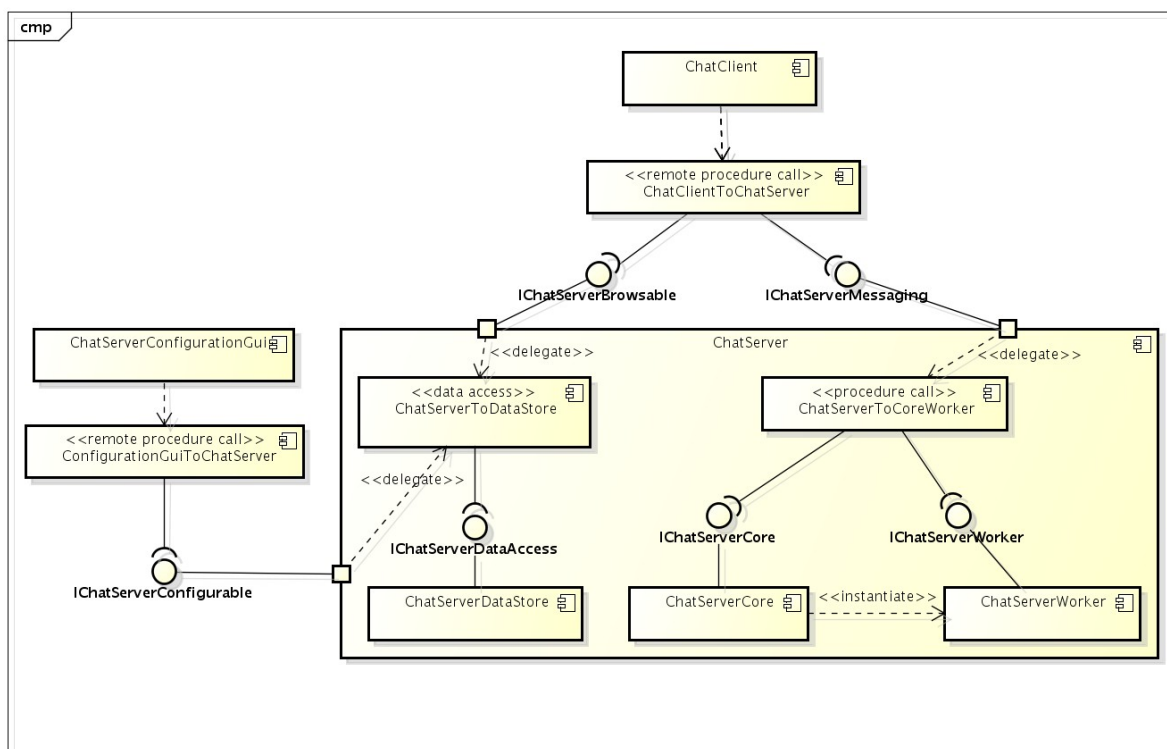 cmp
ChatClient
<<remote procedure call>>
ChatClientToChatServer
IChatServerBrowsable
IChatServerMessaging
ChatServerConfigurationGui
ChatServer
<<delegate>>
<<delegate>>
<<data access>>
ChatServerToDataStore
<<procedure call>>
ChatServerToCoreWorker
<<remote procedure call>>
ConfigurationGuiToChatServer
<<delegate>>
IChatServerDataAccess
IChatServerCore
IChatServerWorker
IChatServerConfigurable
ChatServerDataStore
ChatServerCore
<<instantiate>>
ChatServerWorker